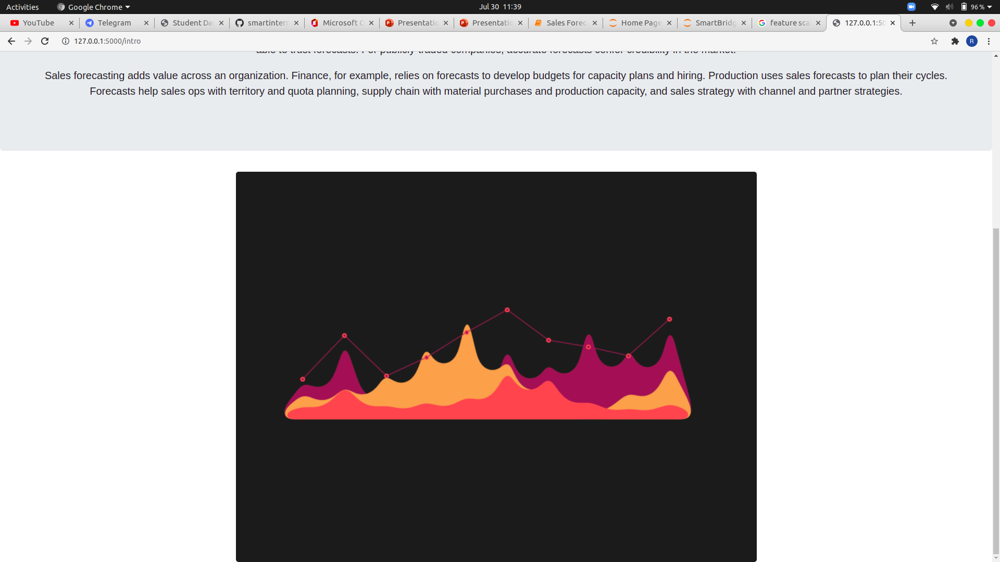 Activities Google Chrome Jul 30 11:39 96 %
YouTube Telegram Student Da smartintern Microsoft O Presentatio Presentatio Sales Forec Home Page SmartBridg feature scal 127.0.0.1:50
127.0.0.1:5000/intro R
able to trust forecasts. For publicly traded companies, accurate forecasts confer credibility in the market.
Sales forecasting adds value across an organization. Finance, for example, relies on forecasts to develop budgets for capacity plans and hiring. Production uses sales forecasts to plan their cycles.
Forecasts help sales ops with territory and quota planning, supply chain with material purchases and production capacity, and sales strategy with channel and partner strategies.